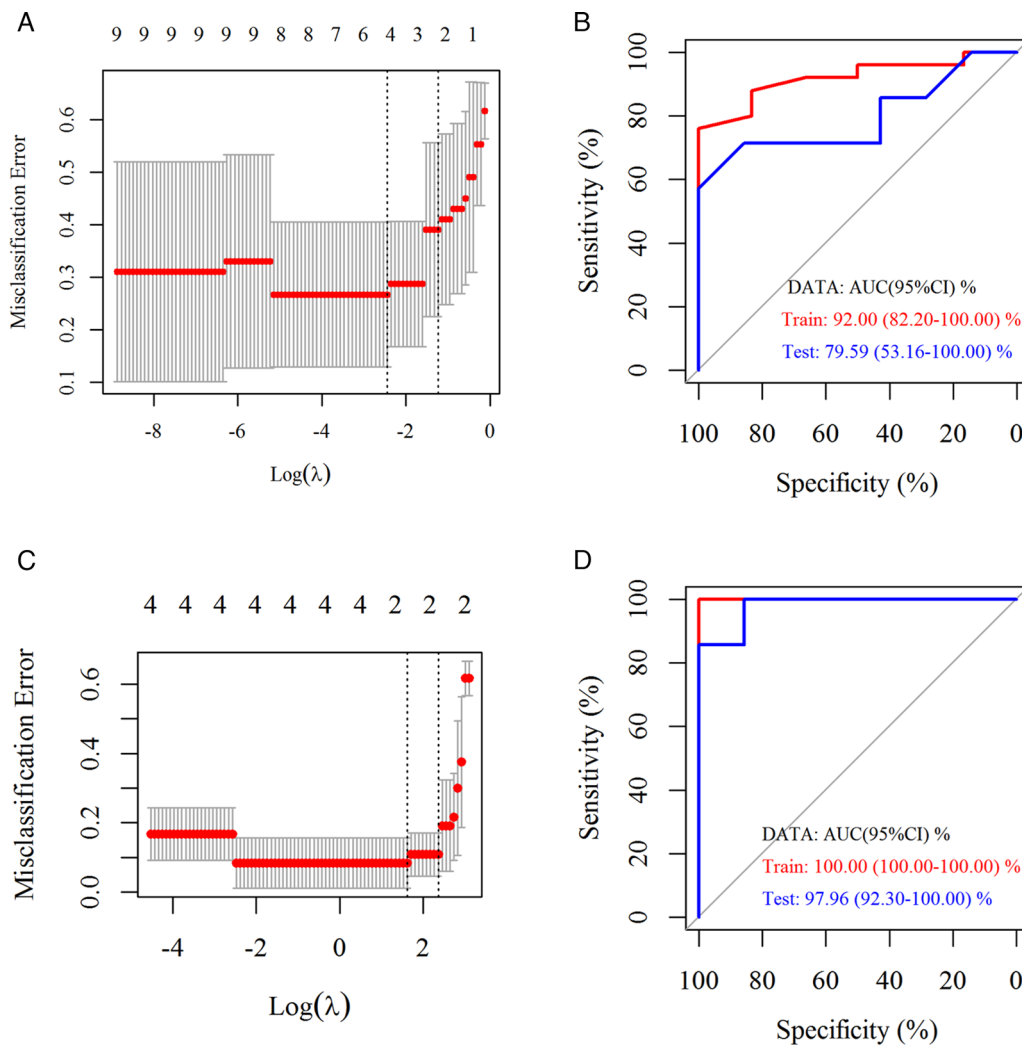 A
9 9 9 9 9 9 8 8 7 6 4 3 2 1
Misclassification Error
0.6
0.5
0.4
0.3
0.2
0.1
-8 -6 -4 -2 0
Log(λ)
B
Sensitivity (%)
100
80
60
40
20
0
DATA: AUC(95%CI) %
Train: 92.00 (82.20-100.00) %
Test: 79.59 (53.16-100.00) %
100 80 60 40 20 0
Specificity (%)
C
4 4 4 4 4 4 4 2 2 2
Misclassification Error
0.6
0.4
0.2
0.0
-4 -2 0 2
Log(λ)
D
Sensitivity (%)
100
80
60
40
20
0
DATA: AUC(95%CI) %
Train: 100.00 (100.00-100.00) %
Test: 97.96 (92.30-100.00) %
100 80 60 40 20 0
Specificity (%)